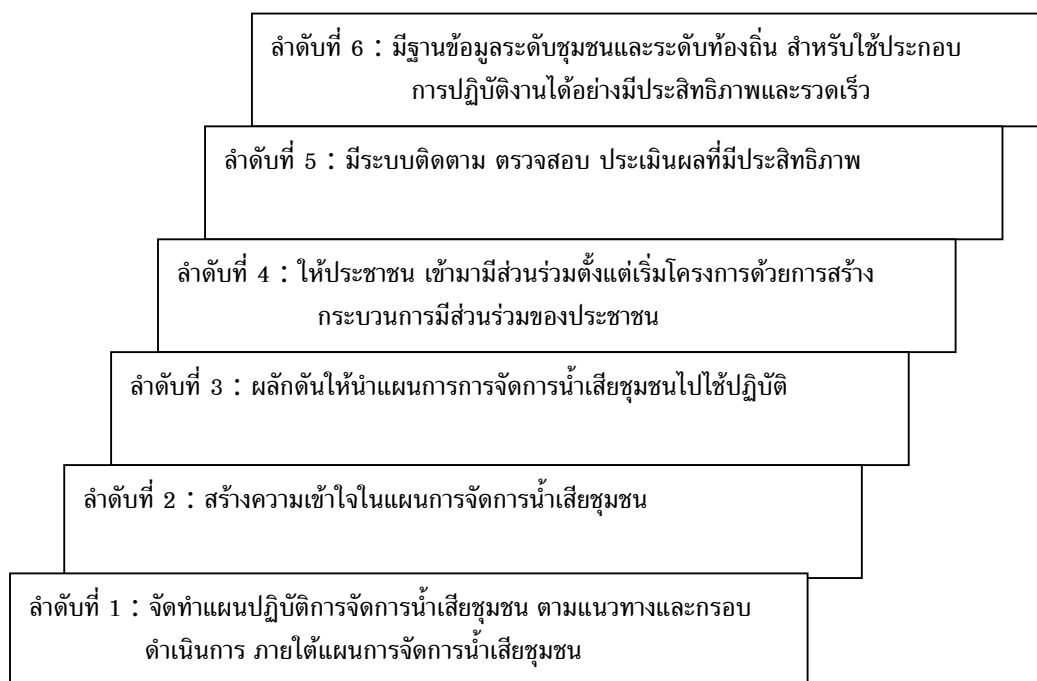 ลำดับที่ 6 : มีฐานข้อมูลระดับชุมชนและระดับท้องถิ่น สำหรับใช้ประกอบ
การปฏิบัติงานได้อย่างมีประสิทธิภาพและรวดเร็ว
ลำดับที่ 5 : มีระบบติดตาม ตรวจสอบ ประเมินผลที่มีประสิทธิภาพ
ลำดับที่ 4 : ให้ประชาชน เข้ามามีส่วนร่วมตั้งแต่เริ่มโครงการด้วยการสร้าง
กระบวนการมีส่วนร่วมของประชาชน
ลำดับที่ 3 : ผลักดันให้นำแผนการการจัดการน้ำเสียชุมชนไปใช้ปฏิบัติ
ลำดับที่ 2 : สร้างความเข้าใจในแผนการจัดการน้ำเสียชุมชน
ลำดับที่ 1 : จัดทำแผนปฏิบัติการจัดการน้ำเสียชุมชน ตามแนวทางและกรอบ
ดำเนินการ ภายใต้แผนการจัดการน้ำเสียชุมชน